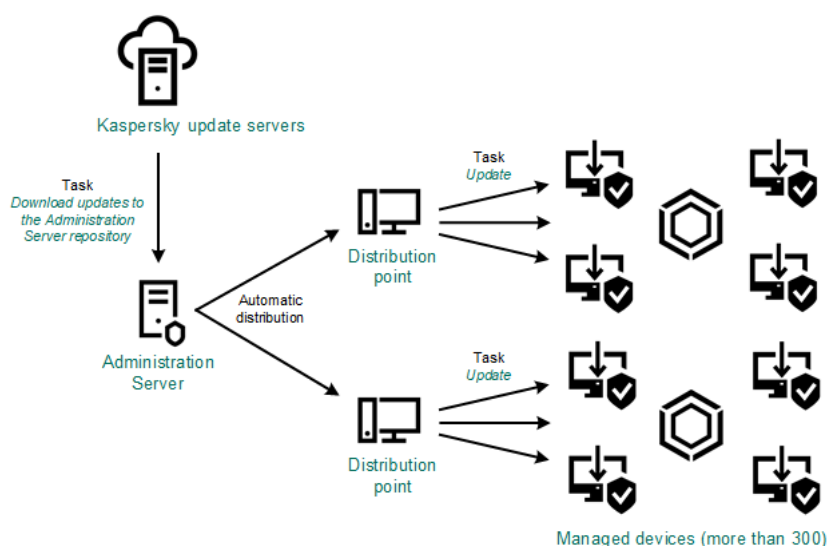 Kaspersky update servers
Task
Download updates to
the Administration
Server repository
Administration
Server
Automatic
distribution
Distribution
point
Task
Update
Distribution
point
Task
Update
Managed devices (more than 300)